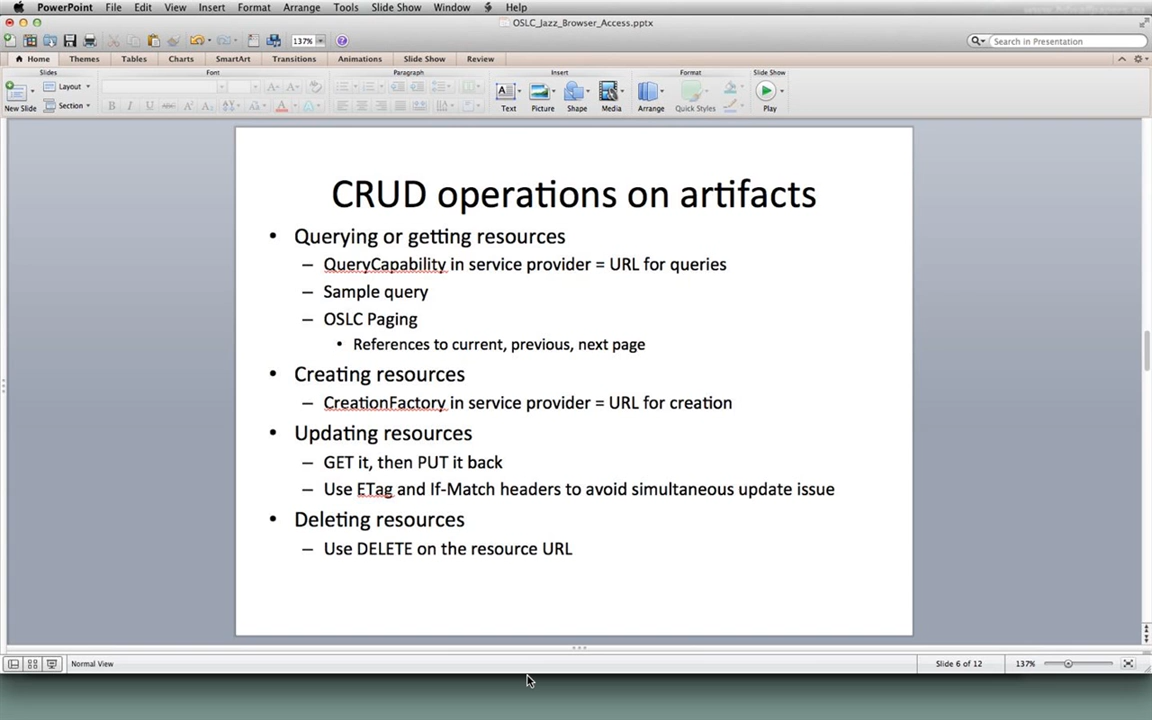 PowerPoint File Edit View Insert Format Arrange Tools Slide Show Window Help
OSLC_Jazz_Browser_Access.pptx
137% Search in Presentation
Home Themes Tables Charts SmartArt Transitions Animations Slide Show Review
Slides Font Paragraph Insert Format Slide Show
Layout
Section
New Slide Text Picture Shape Media Arrange Quick Styles Play
CRUD operations on artifacts
• Querying or getting resources
– QueryCapability in service provider = URL for queries
– Sample query
– OSLC Paging
• References to current, previous, next page
• Creating resources
– CreationFactory in service provider = URL for creation
• Updating resources
– GET it, then PUT it back
– Use ETag and If-Match headers to avoid simultaneous update issue
• Deleting resources
– Use DELETE on the resource URL
Normal View Slide 6 of 12 137%